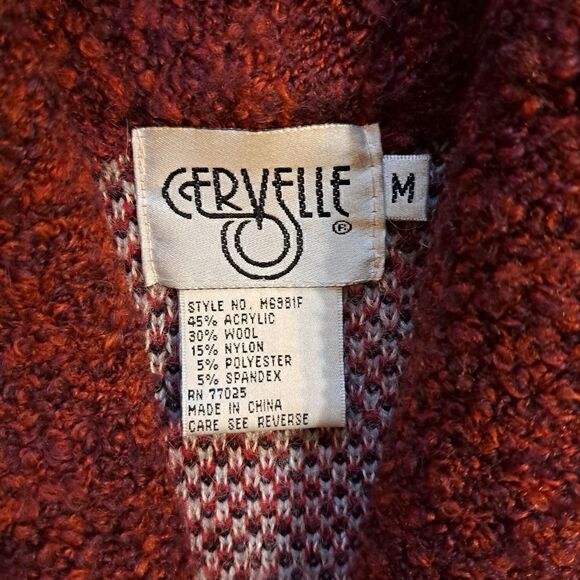 CERVELLE
®
M
STYLE NO. M6981F
45% ACRYLIC
30% WOOL
15% NYLON
5% POLYESTER
5% SPANDEX
RN 77025
MADE IN CHINA
CARE SEE REVERSE